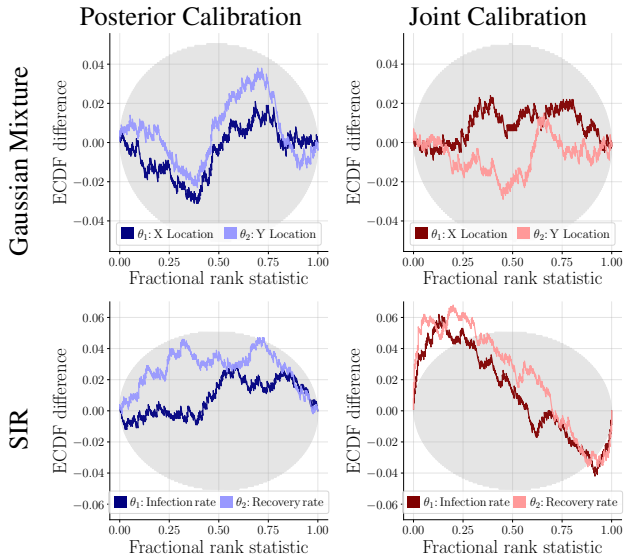 Posterior Calibration
Joint Calibration
Gaussian Mixture
ECDF difference
0.04
0.02
0.00
−0.02
−0.04
θ₁: X Location θ₂: Y Location
0.00 0.25 0.50 0.75 1.00
Fractional rank statistic
ECDF difference
0.04
0.02
0.00
−0.02
−0.04
θ₁: X Location θ₂: Y Location
0.00 0.25 0.50 0.75 1.00
Fractional rank statistic
SIR
ECDF difference
0.06
0.04
0.02
0.00
−0.02
−0.04
−0.06
θ₁: Infection rate θ₂: Recovery rate
0.00 0.25 0.50 0.75 1.00
Fractional rank statistic
ECDF difference
0.06
0.04
0.02
0.00
−0.02
−0.04
−0.06
θ₁: Infection rate θ₂: Recovery rate
0.00 0.25 0.50 0.75 1.00
Fractional rank statistic